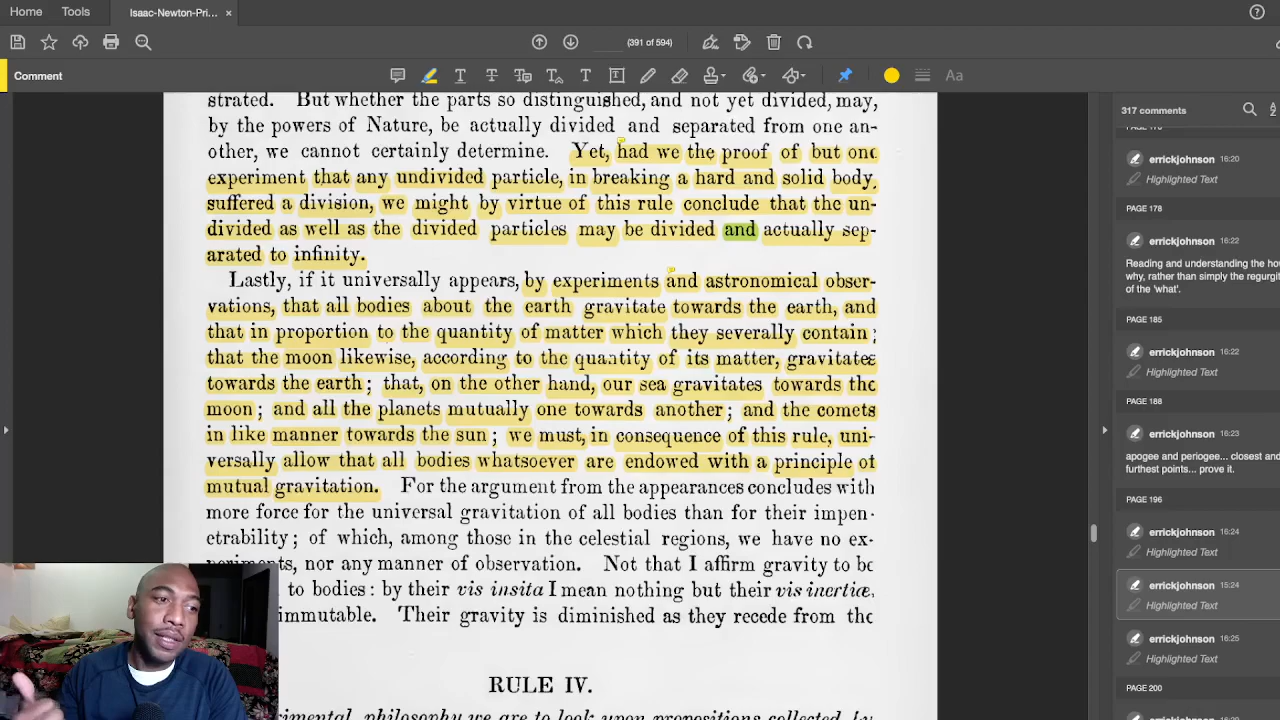 Home
Tools
Isaac-Newton-Pri... ×
(391 of 594)
Comment
Aa
strated. But whether the parts so distinguished, and not yet divided, may,
by the powers of Nature, be actually divided and separated from one an-
other, we cannot certainly determine. Yet, had we the proof of but one
experiment that any undivided particle, in breaking a hard and solid body,
suffered a division, we might by virtue of this rule conclude that the un-
divided as well as the divided particles may be divided and actually sep-
arated to infinity.
Lastly, if it universally appears, by experiments and astronomical obser-
vations, that all bodies about the earth gravitate towards the earth, and
that in proportion to the quantity of matter which they severally contain;
that the moon likewise, according to the quantity of its matter, gravitates
towards the earth; that, on the other hand, our sea gravitates towards the
moon; and all the planets mutually one towards another; and the comets
in like manner towards the sun; we must, in consequence of this rule, uni-
versally allow that all bodies whatsoever are endowed with a principle of
mutual gravitation. For the argument from the appearances concludes with
more force for the universal gravitation of all bodies than for their impen-
etrability; of which, among those in the celestial regions, we have no ex-
periments, nor any manner of observation. Not that I affirm gravity to be
to bodies: by their vis insita I mean nothing but their vis inertiæ.
immutable. Their gravity is diminished as they recede from the
RULE IV.
philosophy we are to look upon propositions collected by
317 comments
errickjohnson 16:20
Highlighted Text
PAGE 178
errickjohnson 16:22
Reading and understanding the how
why, rather than simply the regurgit
of the 'what'.
PAGE 185
errickjohnson 16:22
Highlighted Text
PAGE 188
errickjohnson 16:23
apogee and periogee... closest and
furthest points... prove it.
PAGE 196
errickjohnson 16:24
Highlighted Text
errickjohnson 15:24
Highlighted Text
errickjohnson 16:25
Highlighted Text
PAGE 200